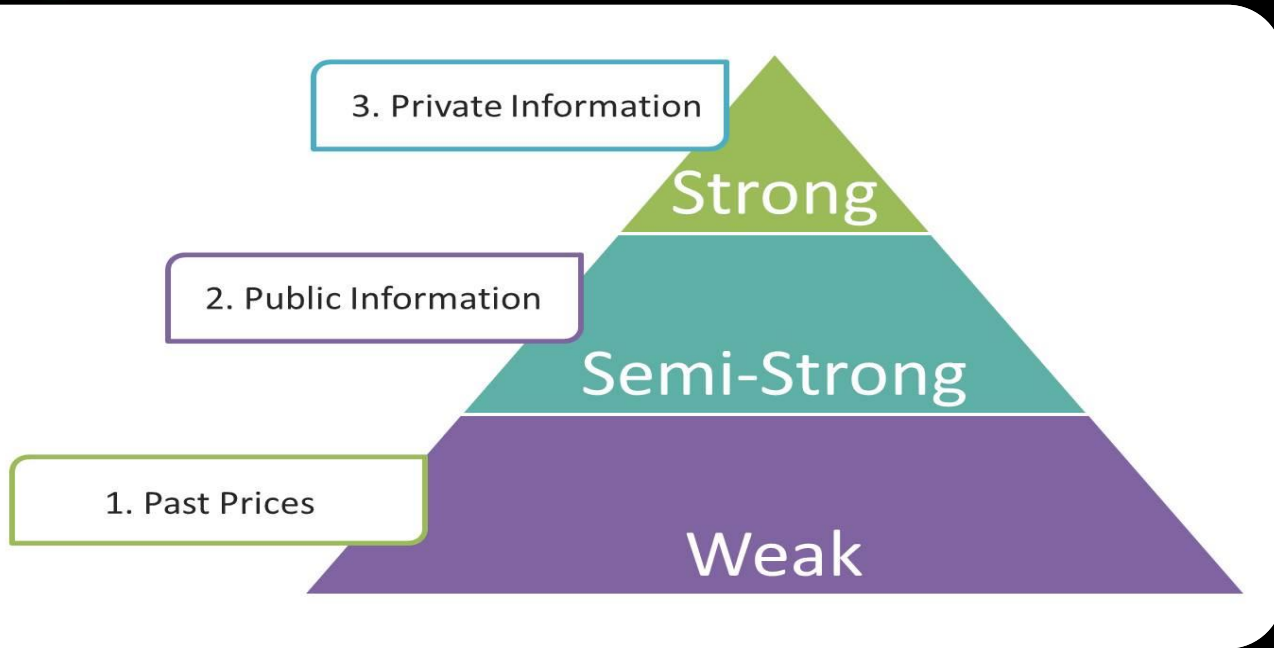 3. Private Information
Strong
2. Public Information
Semi-Strong
1. Past Prices
Weak